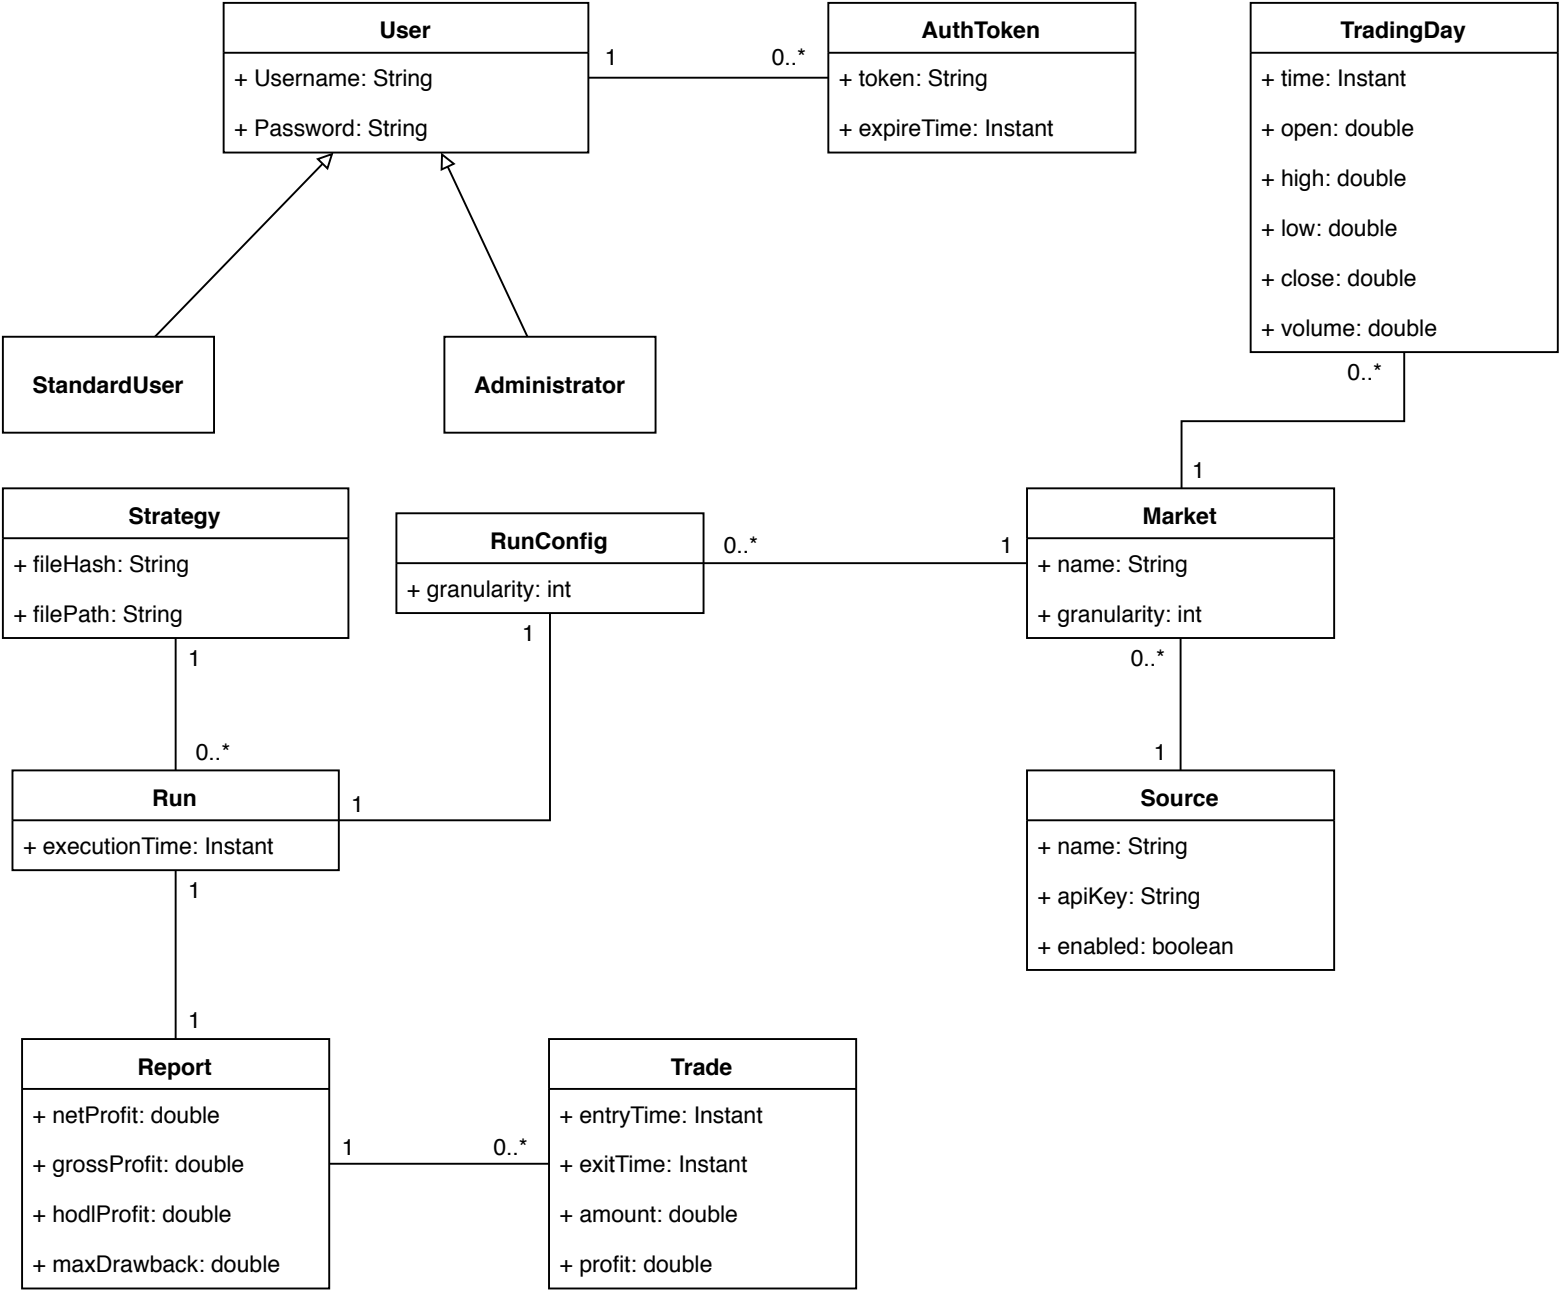 User
+ Username: String
+ Password: String
1
0..*
AuthToken
+ token: String
+ expireTime: Instant
TradingDay
+ time: Instant
+ open: double
+ high: double
+ low: double
+ close: double
+ volume: double
0..*
1
StandardUser
Administrator
Strategy
+ fileHash: String
+ filePath: String
1
0..*
RunConfig
+ granularity: int
0..*
1
1
Market
+ name: String
+ granularity: int
0..*
1
Run
+ executionTime: Instant
1
1
1
Source
+ name: String
+ apiKey: String
+ enabled: boolean
Report
+ netProfit: double
+ grossProfit: double
+ hodlProfit: double
+ maxDrawback: double
1
0..*
Trade
+ entryTime: Instant
+ exitTime: Instant
+ amount: double
+ profit: double